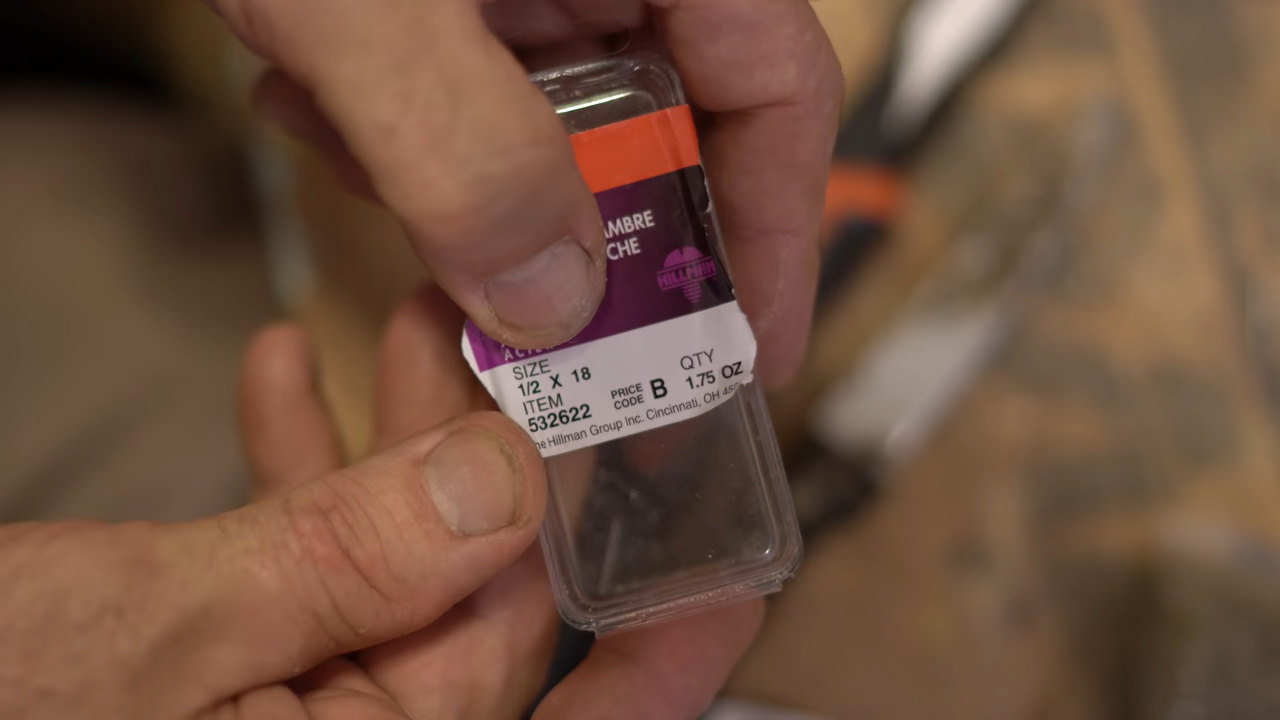 AMBRE
CHE
HILLMAN
SIZE
1/2 X 18
ITEM
532622
PRICE
CODE
B
QTY
1.75 OZ
Hillman Group Inc. Cincinnati, OH